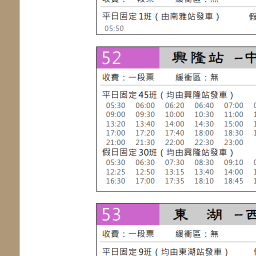 平日固定1班（由南雅站發車）
05:50
52 興隆站 -中
收費：一段票 緩衝區：無
平日固定45班（均由興隆站發車）
05:30 06:00 06:20 06:40 07:00
09:00 09:30 10:00 10:30 11:00
13:20 13:40 14:00 14:30 15:00
17:00 17:20 17:40 18:00 18:30
21:00 21:30 22:00 22:30 23:00
假日固定30班（均由興隆站發車）
05:30 06:30 07:30 08:30 09:10
12:25 12:50 13:15 13:40 14:00
16:30 17:00 17:35 18:10 18:45
53 東 湖 -西
收費：一段票 緩衝區：無
平日固定9班（均由東湖站發車）